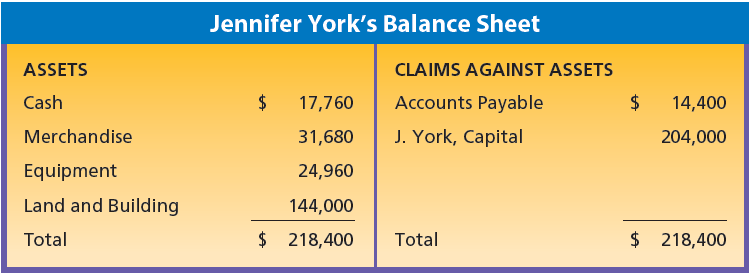 Jennifer York's Balance Sheet
ASSETS CLAIMS AGAINST ASSETS
Cash $ 17,760 Accounts Payable $ 14,400
Merchandise 31,680 J. York, Capital 204,000
Equipment 24,960
Land and Building 144,000
Total $ 218,400 Total $ 218,400